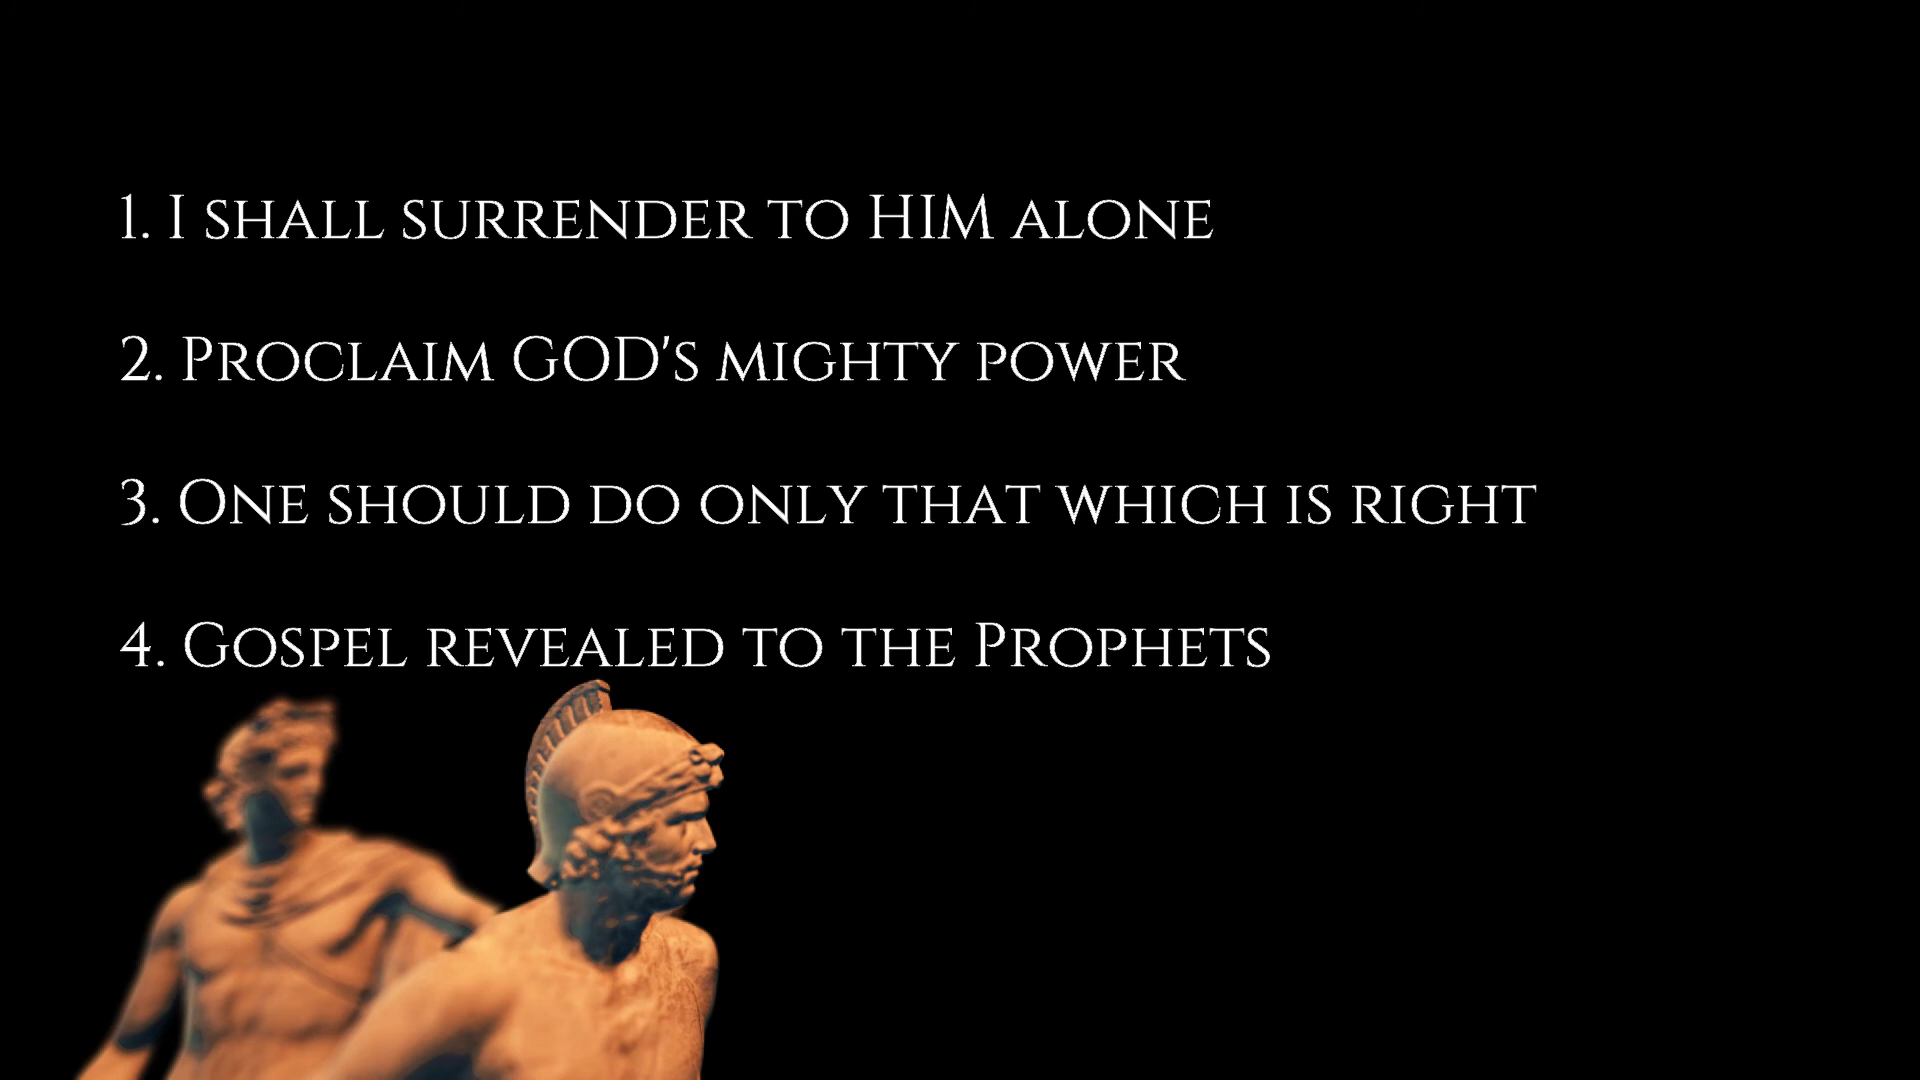 1. I shall surrender to HIM alone
2. Proclaim GOD's mighty power
3. One should do only that which is right
4. Gospel revealed to the Prophets